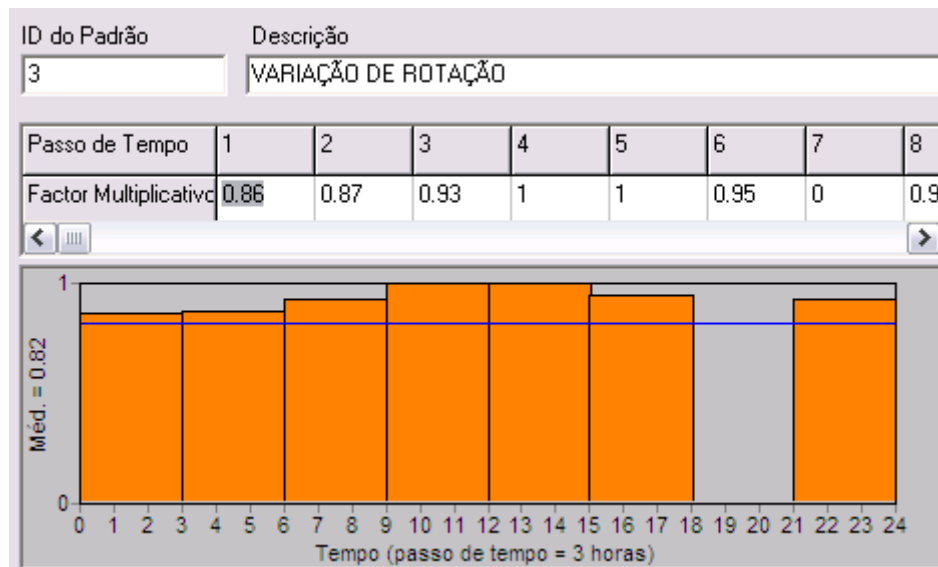 ID do Padrão Descrição
3 VARIAÇÃO DE ROTAÇÃO
Passo de Tempo 1 2 3 4 5 6 7 8
Factor Multiplicativo 0.86 0.87 0.93 1 1 0.95 0 0.9
1
Méd. = 0.82
0
0 1 2 3 4 5 6 7 8 9 10 11 12 13 14 15 16 17 18 19 20 21 22 23 24
Tempo (passo de tempo = 3 horas)